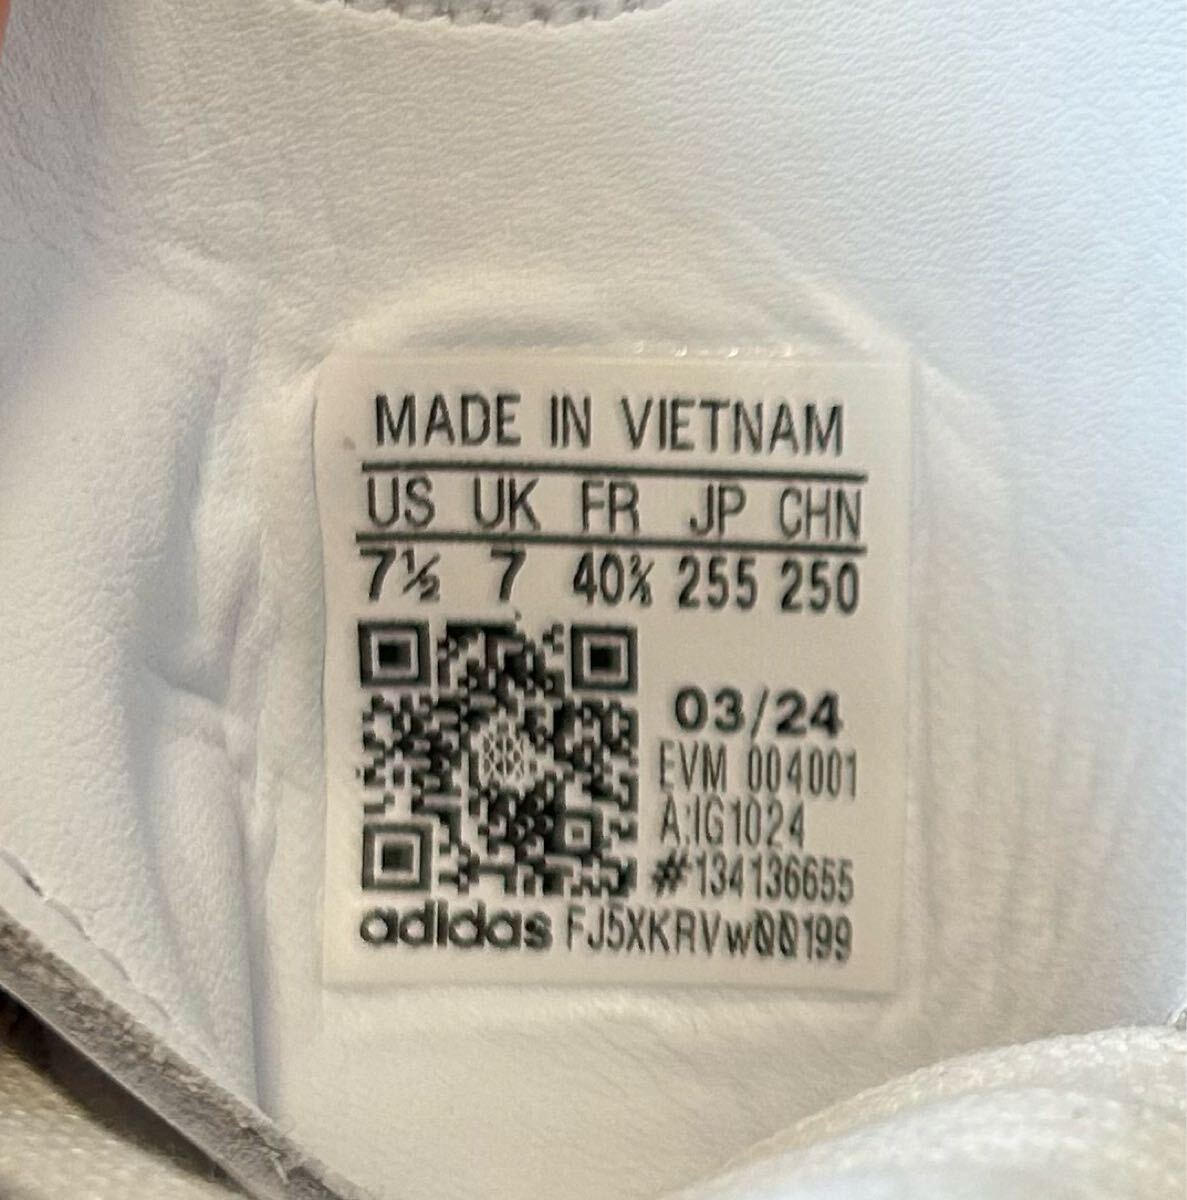 MADE IN VIETNAM
US UK FR JP CHN
7½ 7 40⅔ 255 250
03/24
EVM 004001
A:IG1024
#134136655
adidas FJ5XKRVw00199